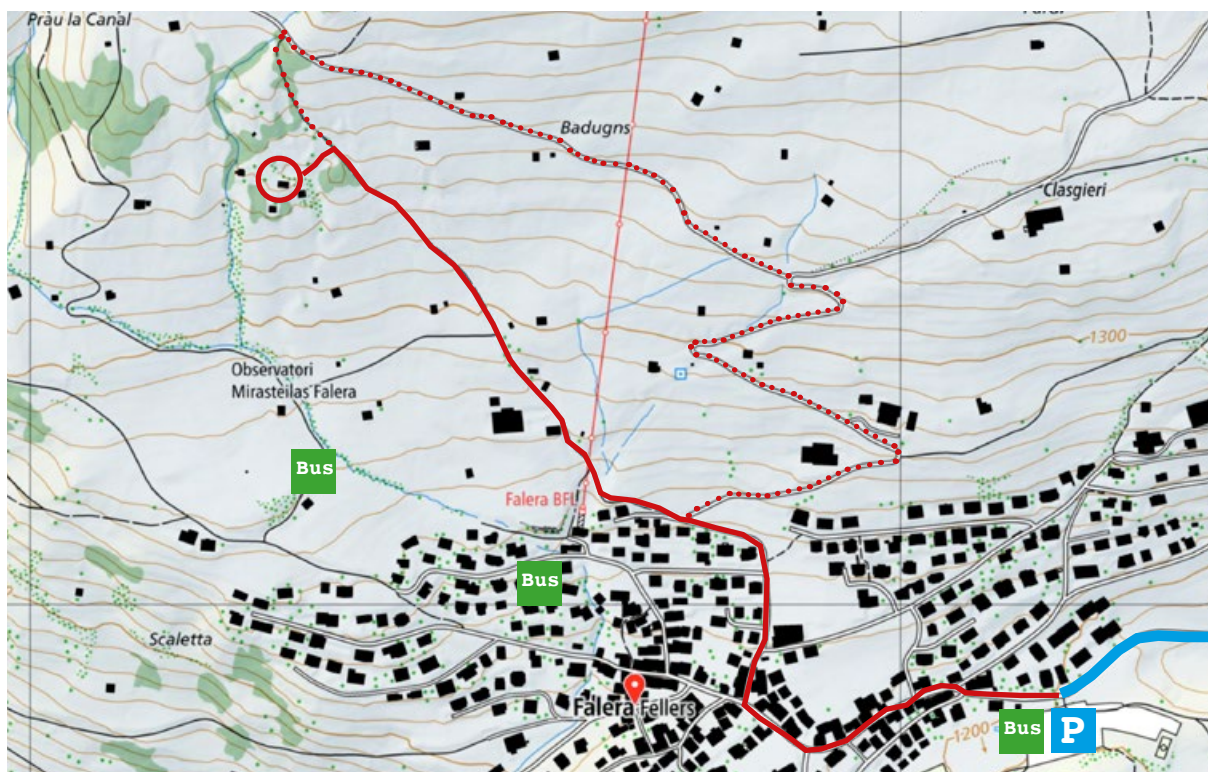 Prau la Canal
Badugns
Clasgieri
1300
Observatori
Mirasteilas Falera
Bus
Falera BFL
Bus
Scaletta
Falera Fellers
Bus
P
1200